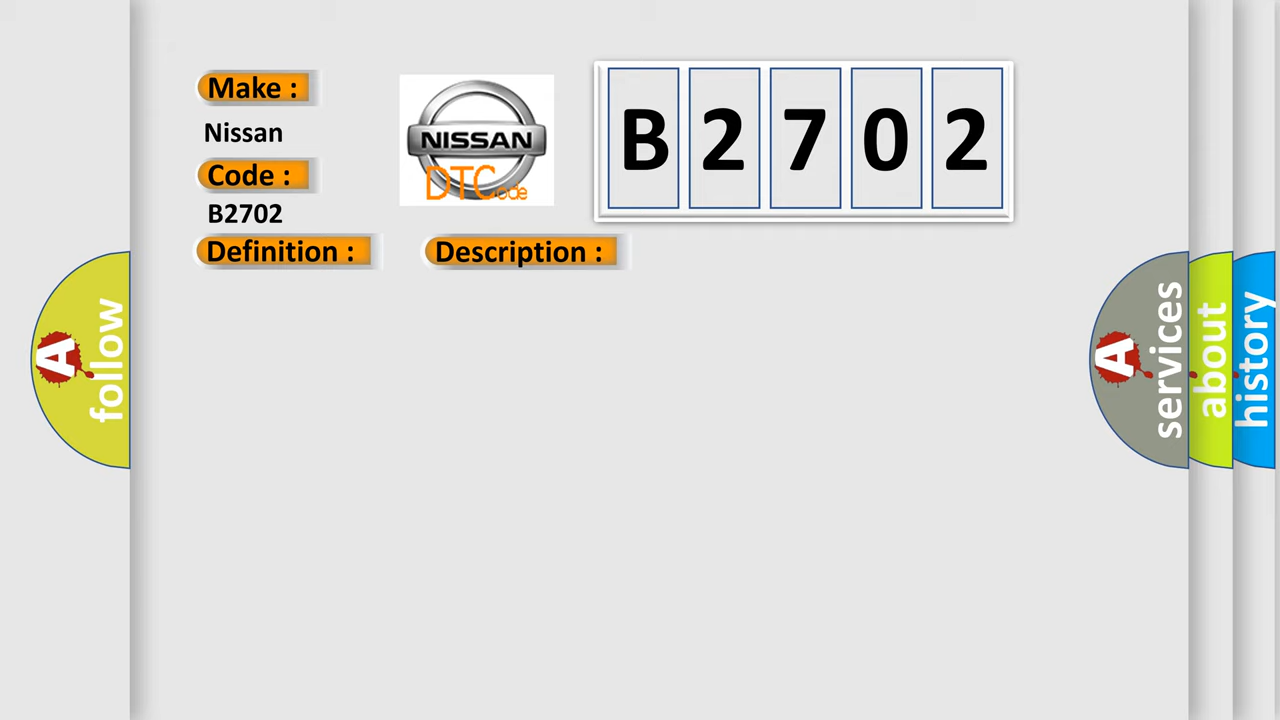 Make :
Nissan
Code :
B2702
Definition :
Description :
NISSAN
DTCode
B 2 7 0 2
A follow
A services
about
history